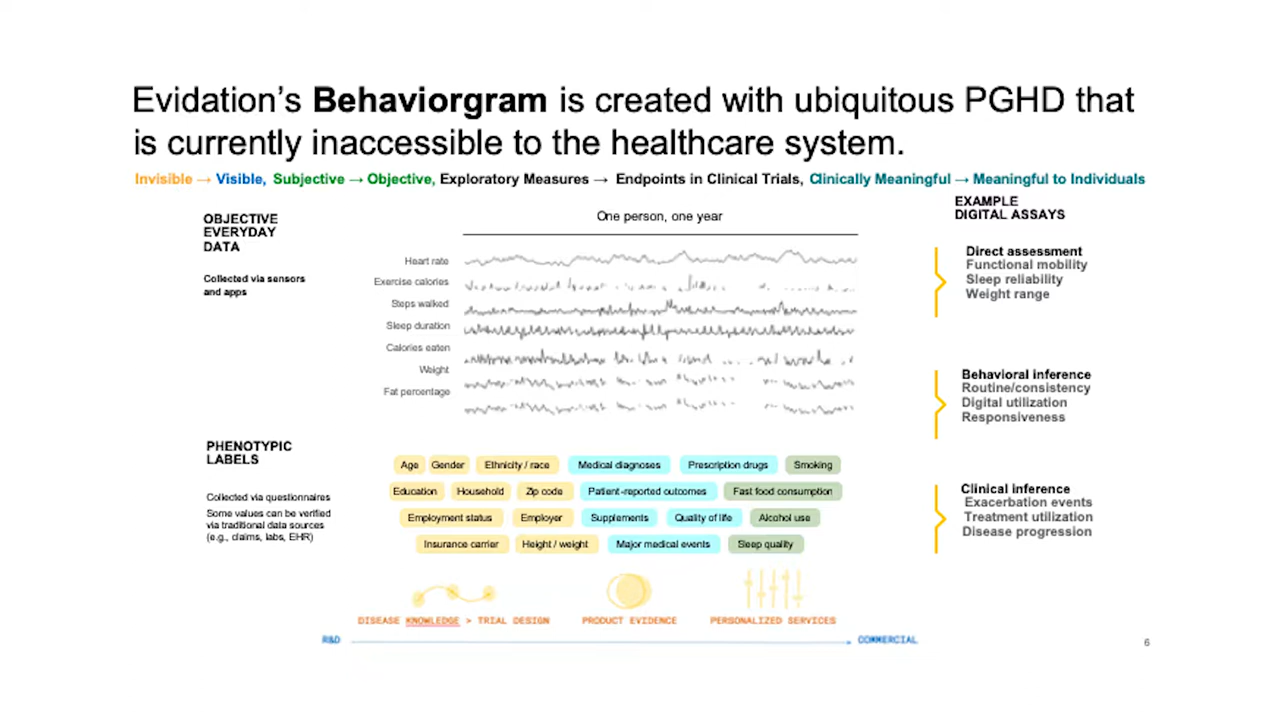 Evidation’s Behaviorgram is created with ubiquitous PGHD that
is currently inaccessible to the healthcare system.
Invisible → Visible, Subjective → Objective, Exploratory Measures → Endpoints in Clinical Trials, Clinically Meaningful → Meaningful to Individuals
OBJECTIVE
EVERYDAY
DATA
Collected via sensors
and apps
One person, one year
Heart rate
Exercise calories
Steps walked
Sleep duration
Calories eaten
Weight
Fat percentage
EXAMPLE
DIGITAL ASSAYS
Direct assessment
Functional mobility
Sleep reliability
Weight range
Behavioral inference
Routine/consistency
Digital utilization
Responsiveness
Clinical inference
Exacerbation events
Treatment utilization
Disease progression
PHENOTYPIC
LABELS
Collected via questionnaires
Some values can be verified
via traditional data sources
(e.g., claims, labs, EHR)
Age Gender Ethnicity / race Medical diagnoses Prescription drugs Smoking
Education Household Zip code Patient-reported outcomes Fast food consumption
Employment status Employer Supplements Quality of life Alcohol use
Insurance carrier Height / weight Major medical events Sleep quality
DISEASE KNOWLEDGE > TRIAL DESIGN PRODUCT EVIDENCE PERSONALIZED SERVICES
R&D COMMERCIAL
6